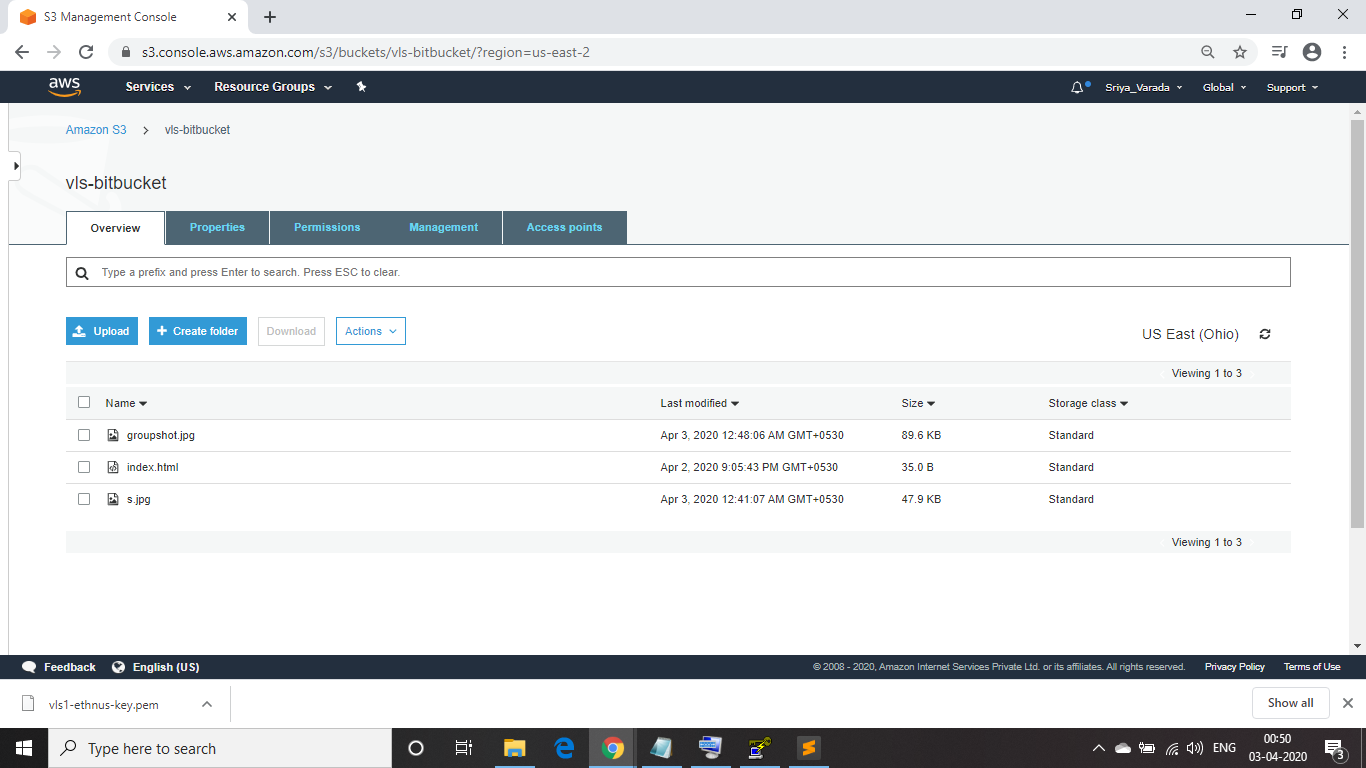 S3 Management Console
s3.console.aws.amazon.com/s3/buckets/vls-bitbucket/?region=us-east-2
aws Services Resource Groups Sriya_Varada Global Support
Amazon S3 vls-bitbucket
vls-bitbucket
Overview Properties Permissions Management Access points
Type a prefix and press Enter to search. Press ESC to clear.
Upload Create folder Download Actions US East (Ohio)
Viewing 1 to 3
Name Last modified Size Storage class
groupshot.jpg Apr 3, 2020 12:48:06 AM GMT+0530 89.6 KB Standard
index.html Apr 2, 2020 9:05:43 PM GMT+0530 35.0 B Standard
s.jpg Apr 3, 2020 12:41:07 AM GMT+0530 47.9 KB Standard
Viewing 1 to 3
Feedback English (US) © 2008 - 2020, Amazon Internet Services Private Ltd. or its affiliates. All rights reserved. Privacy Policy Terms of Use
vls1-ethnus-key.pem Show all
Type here to search ENG 00:50
03-04-2020 3